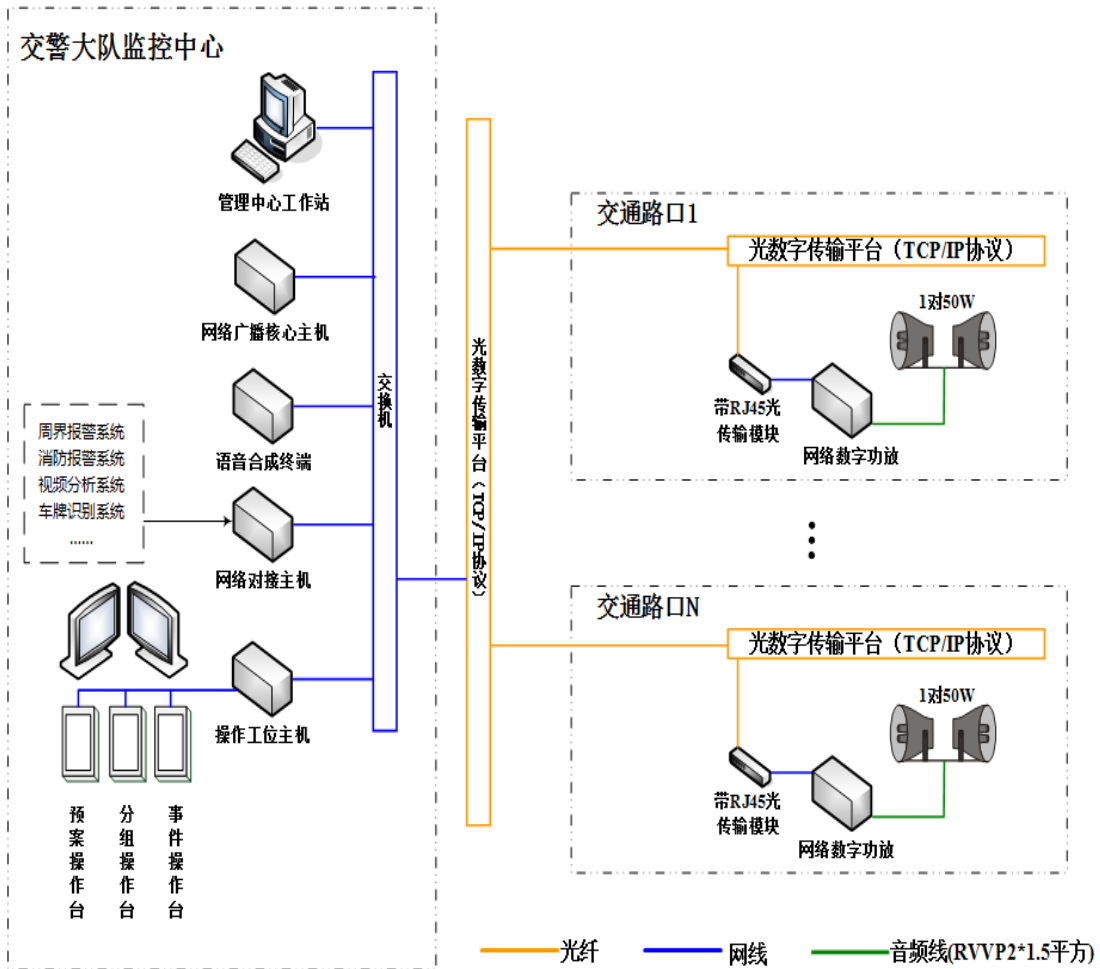 交警大队监控中心
管理中心工作站
网络广播核心主机
语音合成终端
周界报警系统
消防报警系统
视频分析系统
车牌识别系统
......
网络对接主机
操作工位主机
预案操作台
分组操作台
事件操作台
交换机
光数字传输平台（TCP/IP协议）
交通路口1
光数字传输平台（TCP/IP协议）
1对50W
带RJ45光
传输模块
网络数字功放
交通路口N
光数字传输平台（TCP/IP协议）
1对50W
带RJ45光
传输模块
网络数字功放
光纤
网线
音频线(RVVP2*1.5平方)